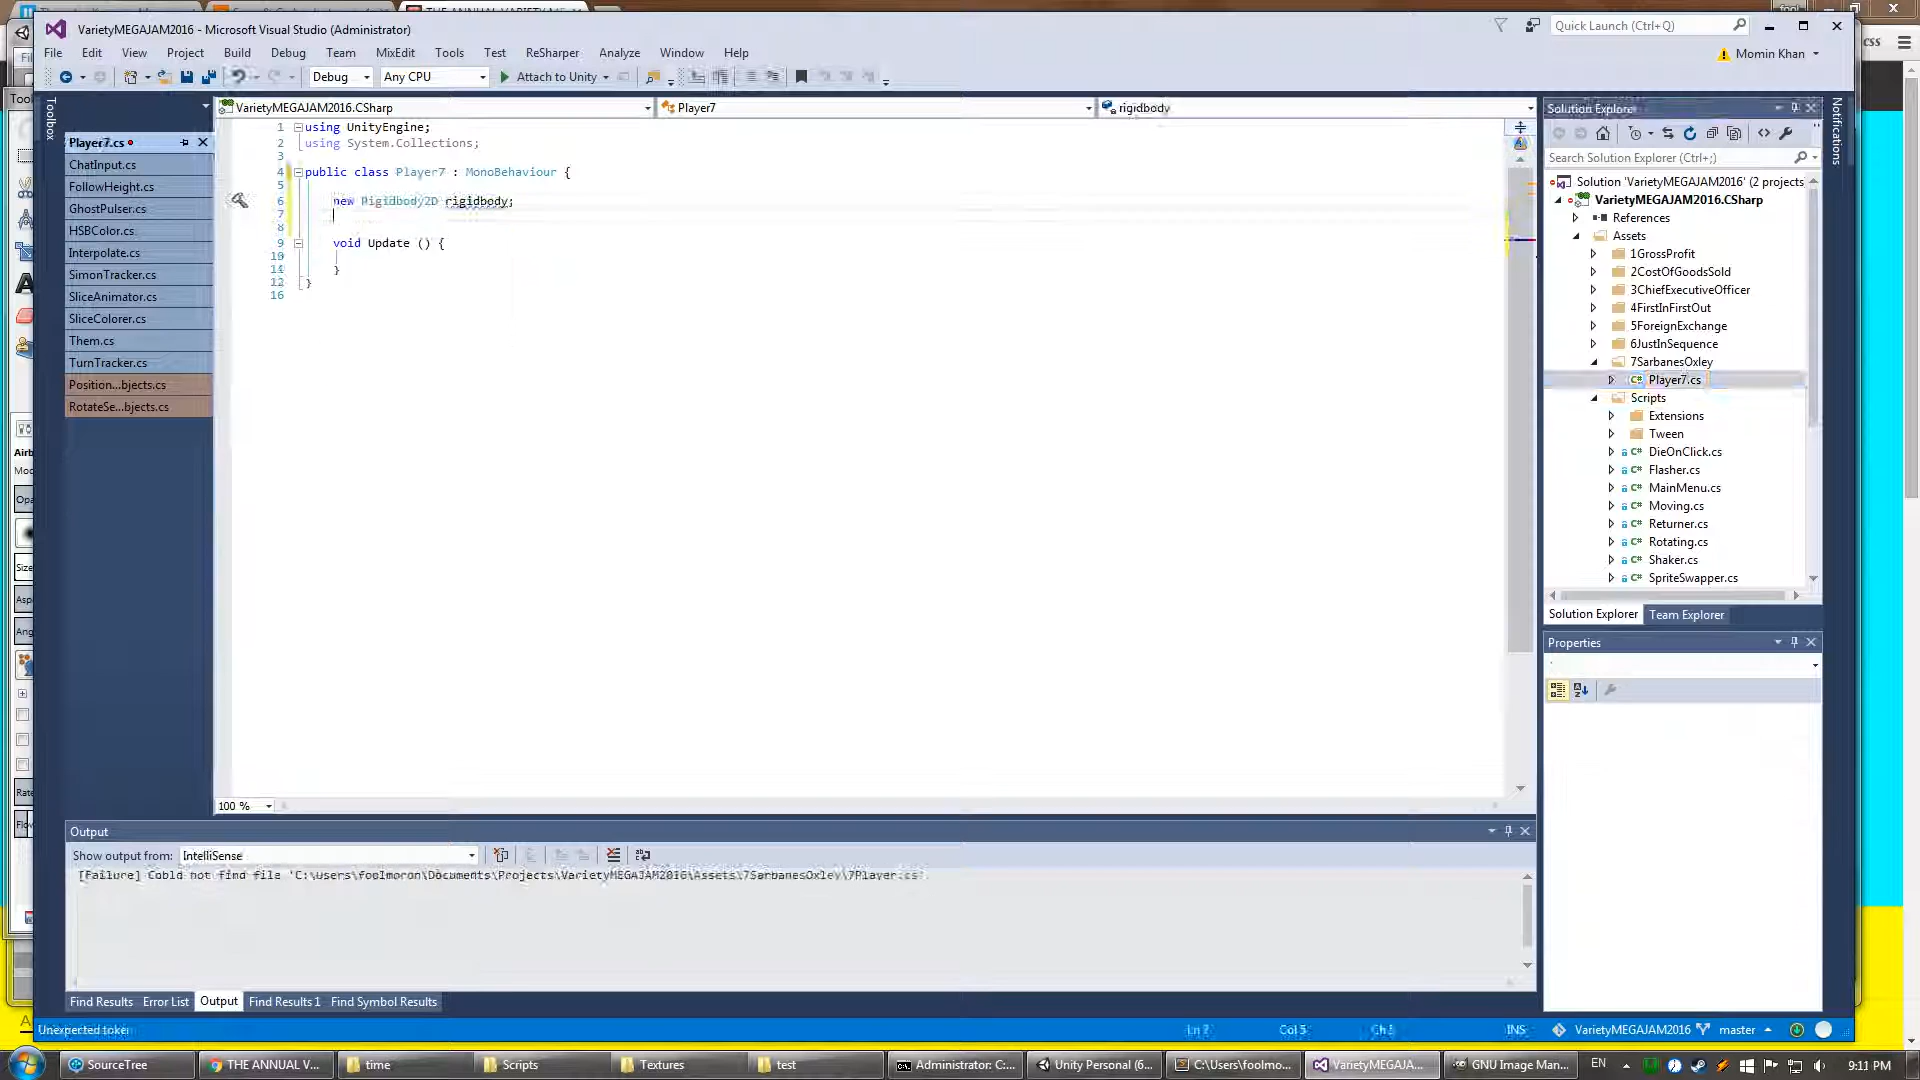 THE ANNUAL VARIETY ME
VarietyMEGAJAM2016 - Microsoft Visual Studio (Administrator)
Quick Launch (Ctrl+Q)
File Edit View Project Build Debug Team MixEdit Tools Test ReSharper Analyze Window Help
Momin Khan
Debug Any CPU Attach to Unity
Toolbox
VarietyMEGAJAM2016.CSharp Player7 rigidbody
Player7.cs
ChatInput.cs
FollowHeight.cs
GhostPulser.cs
HSBColor.cs
Interpolate.cs
SimonTracker.cs
SliceAnimator.cs
SliceColorer.cs
Them.cs
TurnTracker.cs
Position...bjects.cs
RotateSe...bjects.cs
1 using UnityEngine;
2 using System.Collections;
3
4 public class Player7 : MonoBehaviour {
5
6 new Rigidbody2D rigidbody;
7
8
9 void Update () {
10
11 }
12 }
16
100 %
Solution Explorer
Search Solution Explorer (Ctrl+;)
Solution 'VarietyMEGAJAM2016' (2 projects)
VarietyMEGAJAM2016.CSharp
References
Assets
1GrossProfit
2CostOfGoodsSold
3ChiefExecutiveOfficer
4FirstInFirstOut
5ForeignExchange
6JustInSequence
7SarbanesOxley
Player7.cs
Scripts
Extensions
Tween
DieOnClick.cs
Flasher.cs
MainMenu.cs
Moving.cs
Returner.cs
Rotating.cs
Shaker.cs
SpriteSwapper.cs
Solution Explorer Team Explorer
Properties
Notifications
Output
Show output from: IntelliSense
[Failure] Could not find file 'C:\Users\foolmoron\Documents\Projects\VarietyMEGAJAM2016\Assets\7SarbanesOxley\7Player.cs'.
Find Results Error List Output Find Results 1 Find Symbol Results
Unexpected token
Ln 7 Col 5 Ch 5 INS VarietyMEGAJAM2016 master
SourceTree THE ANNUAL V... time Scripts Textures test Administrator: C:... Unity Personal (6... C:\Users\foolmo... VarietyMEGAJA... GNU Image Man... EN 9:11 PM